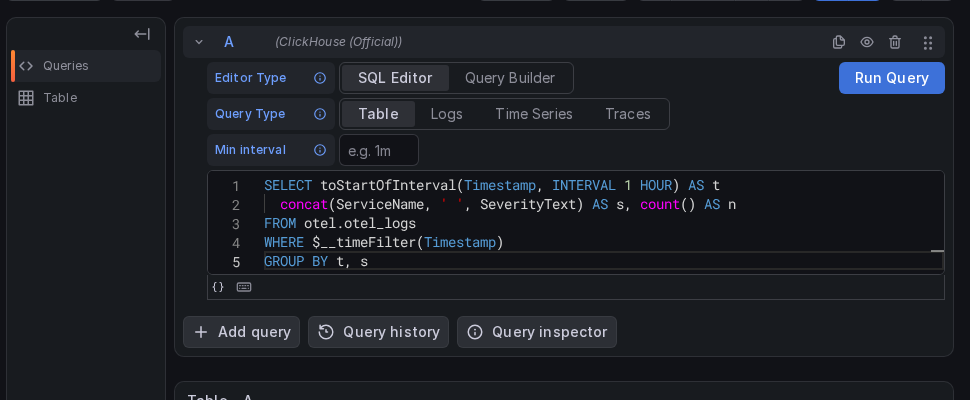 A (ClickHouse (Official))
Queries
Table
Editor Type SQL Editor Query Builder Run Query
Query Type Table Logs Time Series Traces
Min interval e.g. 1m
1 SELECT toStartOfInterval(Timestamp, INTERVAL 1 HOUR) AS t
2 concat(ServiceName, ' ', SeverityText) AS s, count() AS n
3 FROM otel.otel_logs
4 WHERE $__timeFilter(Timestamp)
5 GROUP BY t, s
{}
Add query Query history Query inspector
Table - A